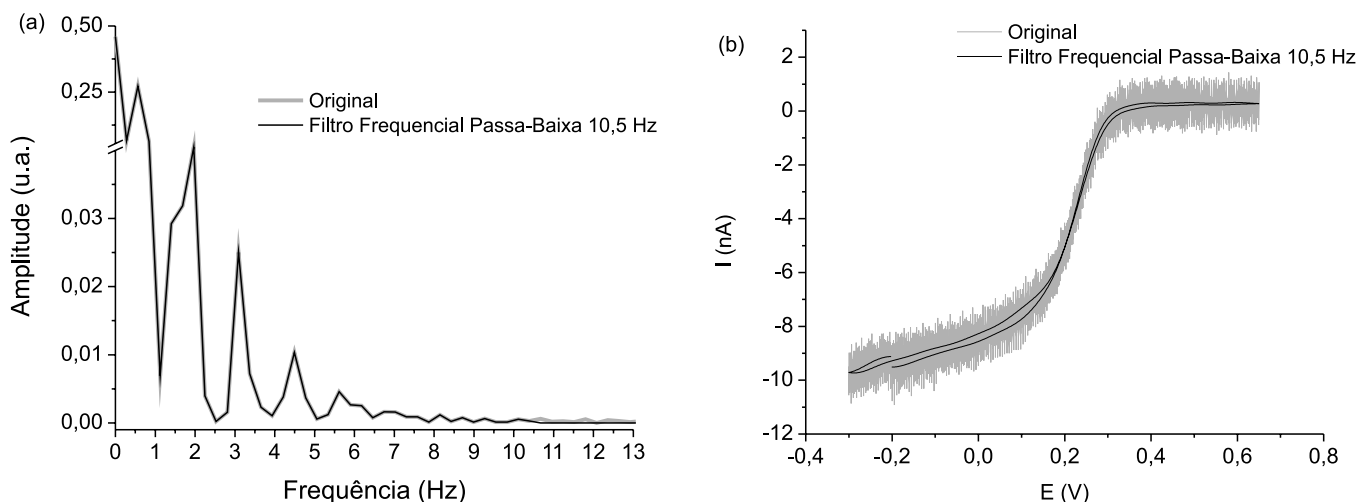 (a)
0,50
0,25
0,03
0,02
0,01
0,00
Amplitude (u.a.)
Original
Filtro Frequencial Passa-Baixa 10,5 Hz
0 1 2 3 4 5 6 7 8 9 10 11 12 13
Frequência (Hz)
(b)
2
0
-2
-4
-6
-8
-10
-12
I (nA)
Original
Filtro Frequencial Passa-Baixa 10,5 Hz
-0,4 -0,2 0,0 0,2 0,4 0,6 0,8
E (V)